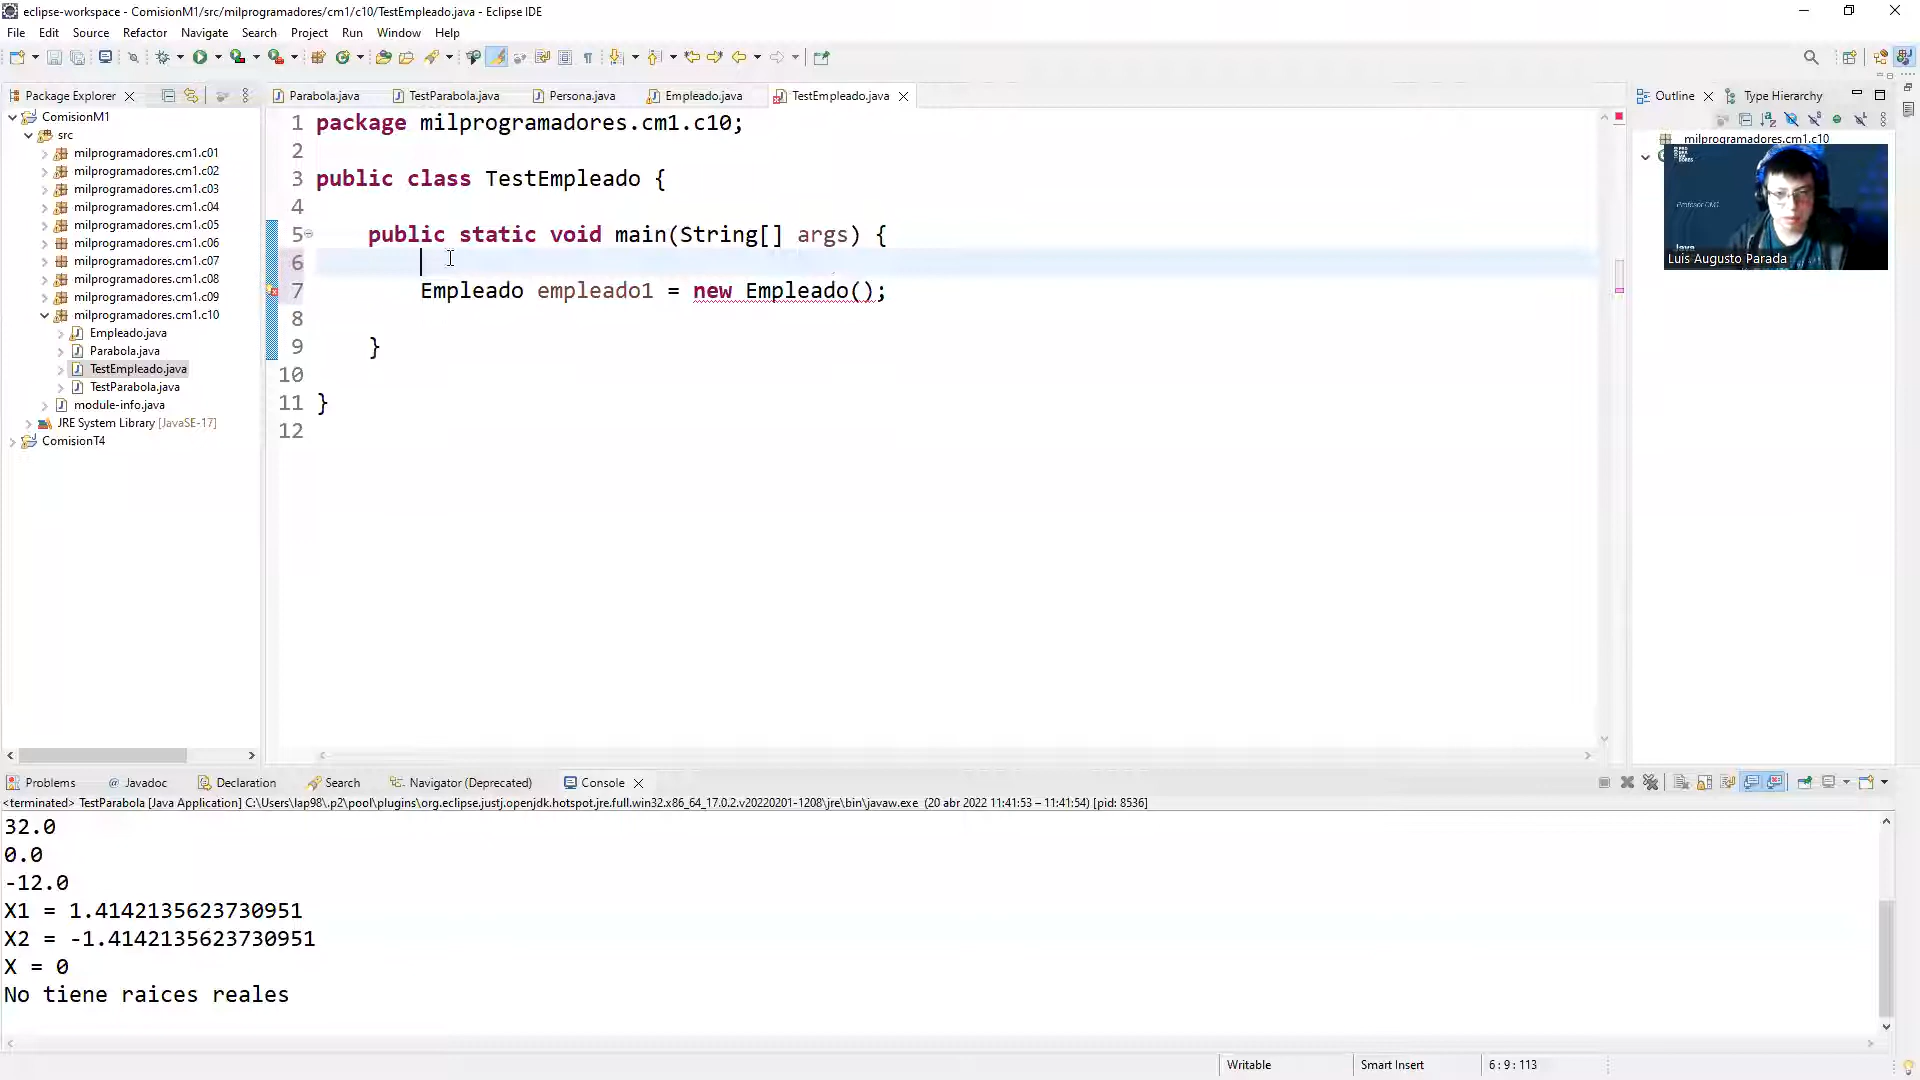 eclipse-workspace - ComisionM1/src/milprogramadores/cm1/c10/TestEmpleado.java - Eclipse IDE
File Edit Source Refactor Navigate Search Project Run Window Help
Package Explorer
ComisionM1
src
milprogramadores.cm1.c01
milprogramadores.cm1.c02
milprogramadores.cm1.c03
milprogramadores.cm1.c04
milprogramadores.cm1.c05
milprogramadores.cm1.c06
milprogramadores.cm1.c07
milprogramadores.cm1.c08
milprogramadores.cm1.c09
milprogramadores.cm1.c10
Empleado.java
Parabola.java
TestEmpleado.java
TestParabola.java
module-info.java
JRE System Library [JavaSE-17]
ComisionT4
Parabola.java TestParabola.java Persona.java Empleado.java TestEmpleado.java
1 package milprogramadores.cm1.c10;
2
3 public class TestEmpleado {
4
5 public static void main(String[] args) {
6
7 Empleado empleado1 = new Empleado();
8
9 }
10
11 }
12
Outline Type Hierarchy
milprogramadores.cm1.c10
PRO
GRA
MA
DORES
Profesor CM1
Java
Luis Augusto Parada
Problems Javadoc Declaration Search Navigator (Deprecated) Console
<terminated> TestParabola [Java Application] C:\Users\lap98\.p2\pool\plugins\org.eclipse.justj.openjdk.hotspot.jre.full.win32.x86_64_17.0.2.v20220201-1208\jre\bin\javaw.exe (20 abr 2022 11:41:53 – 11:41:54) [pid: 8536]
32.0
0.0
-12.0
X1 = 1.4142135623730951
X2 = -1.4142135623730951
X = 0
No tiene raices reales
Writable Smart Insert 6 : 9 : 113